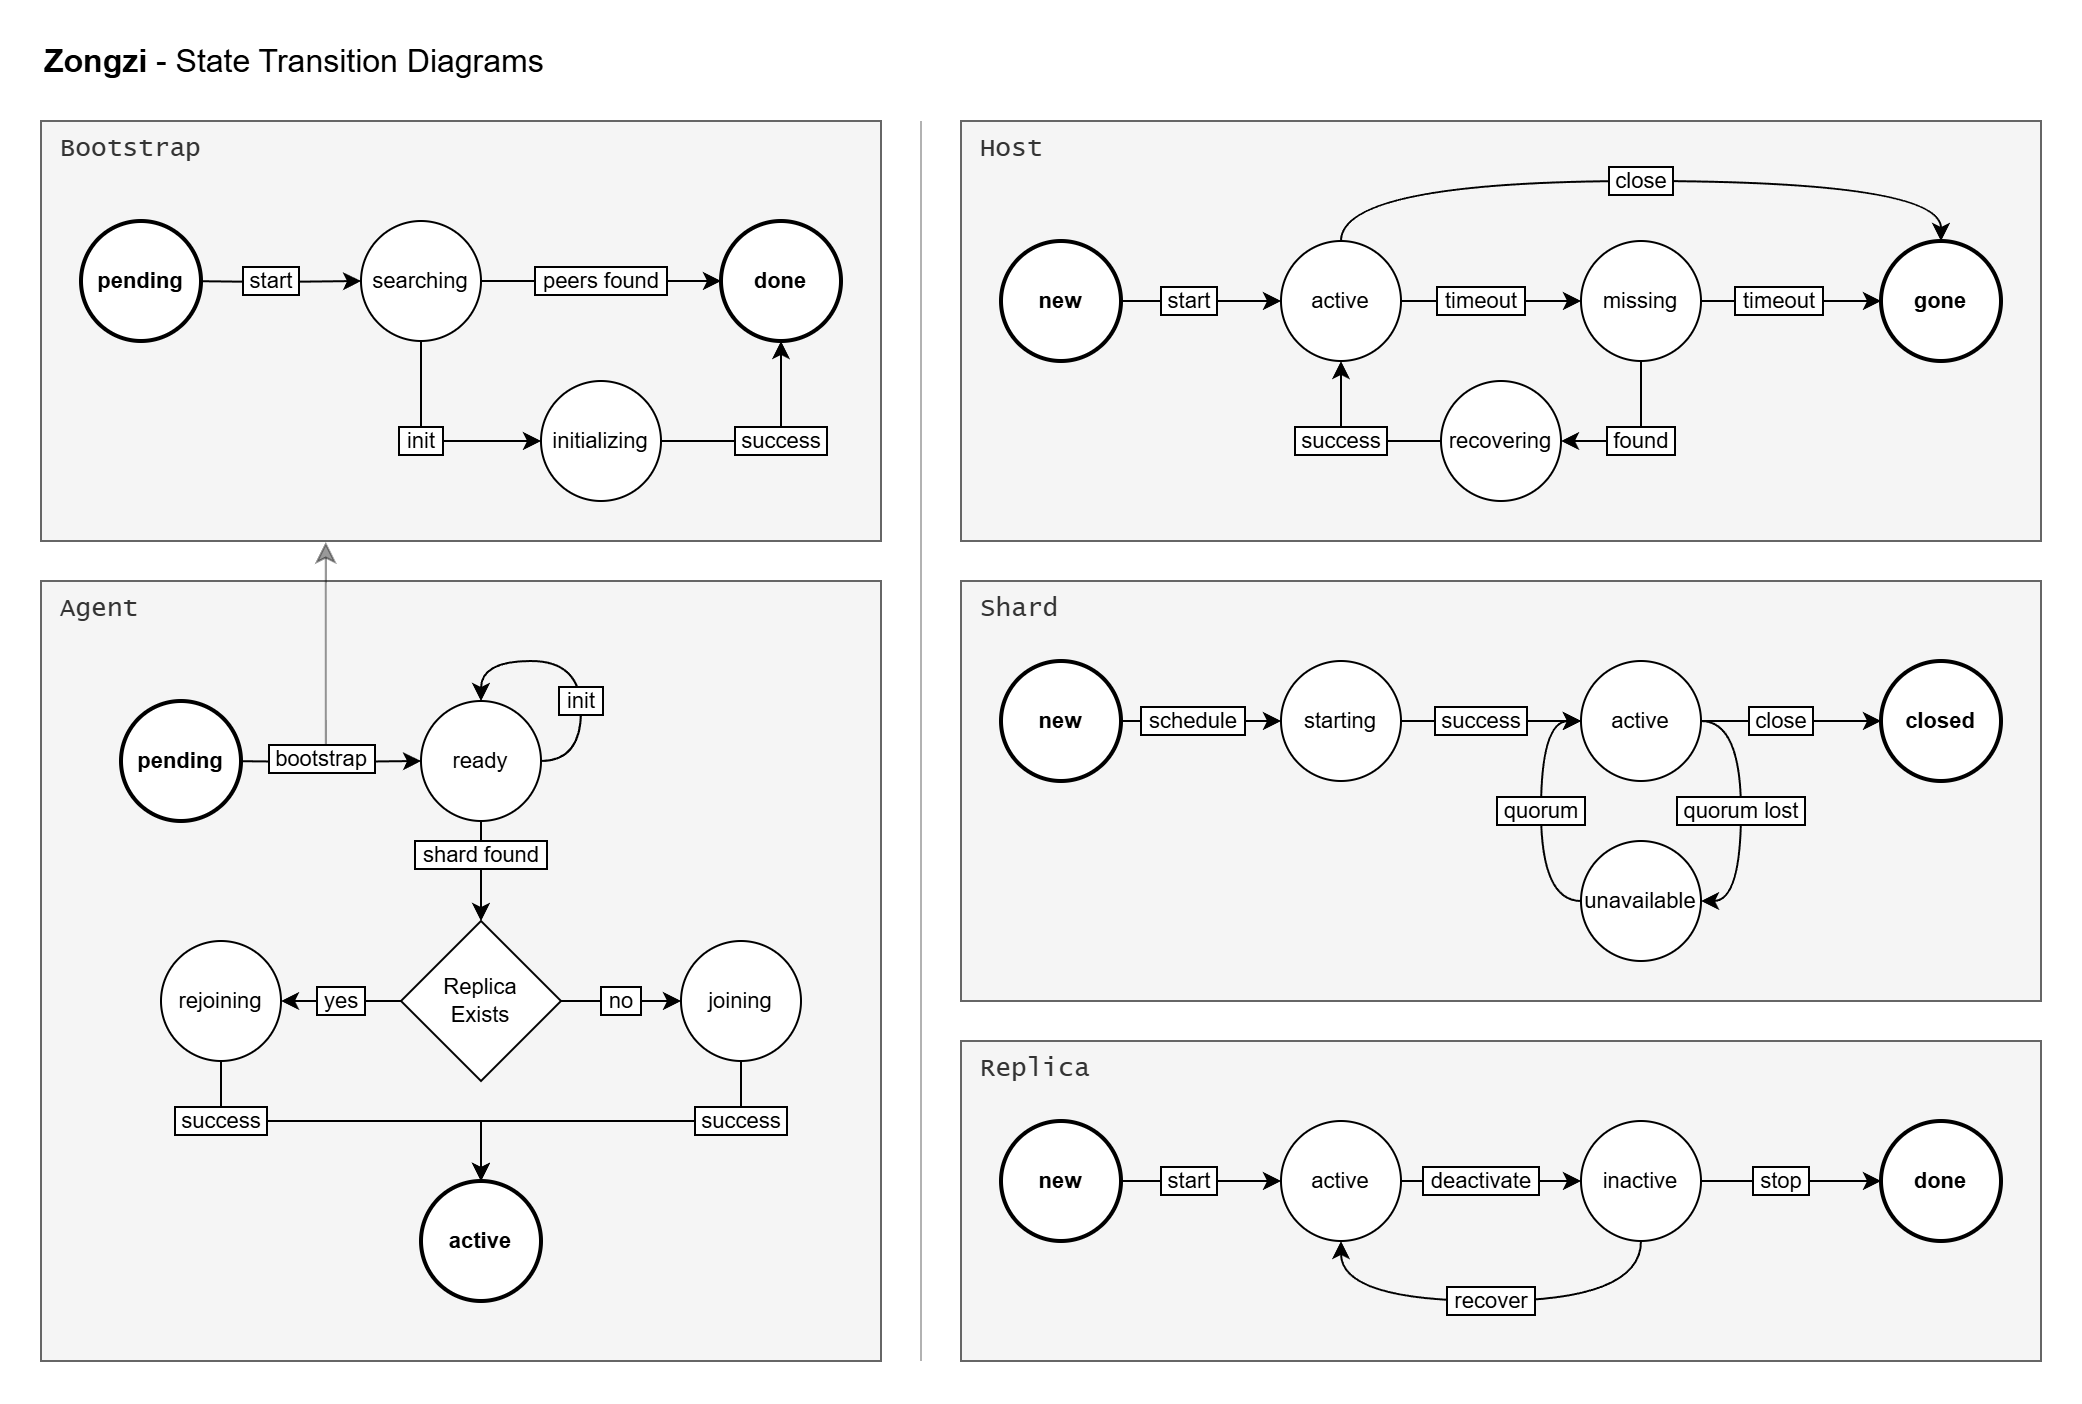 Zongzi - State Transition Diagrams
Bootstrap
pending
start
searching
peers found
done
init
initializing
success
Agent
pending
bootstrap
ready
init
shard found
rejoining
yes
Replica
Exists
no
joining
success
success
active
Host
close
new
start
active
timeout
missing
timeout
gone
success
recovering
found
Shard
new
schedule
starting
success
active
close
closed
quorum
quorum lost
unavailable
Replica
new
start
active
deactivate
inactive
stop
done
recover